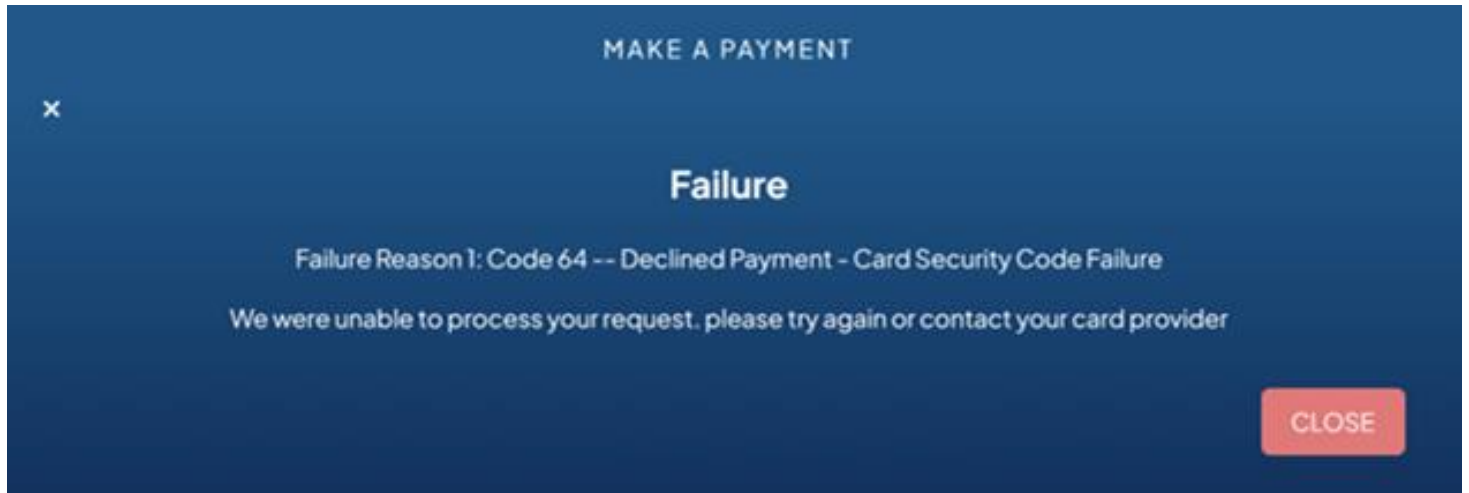 MAKE A PAYMENT
×
Failure
Failure Reason 1: Code 64 -- Declined Payment - Card Security Code Failure
We were unable to process your request. please try again or contact your card provider
CLOSE